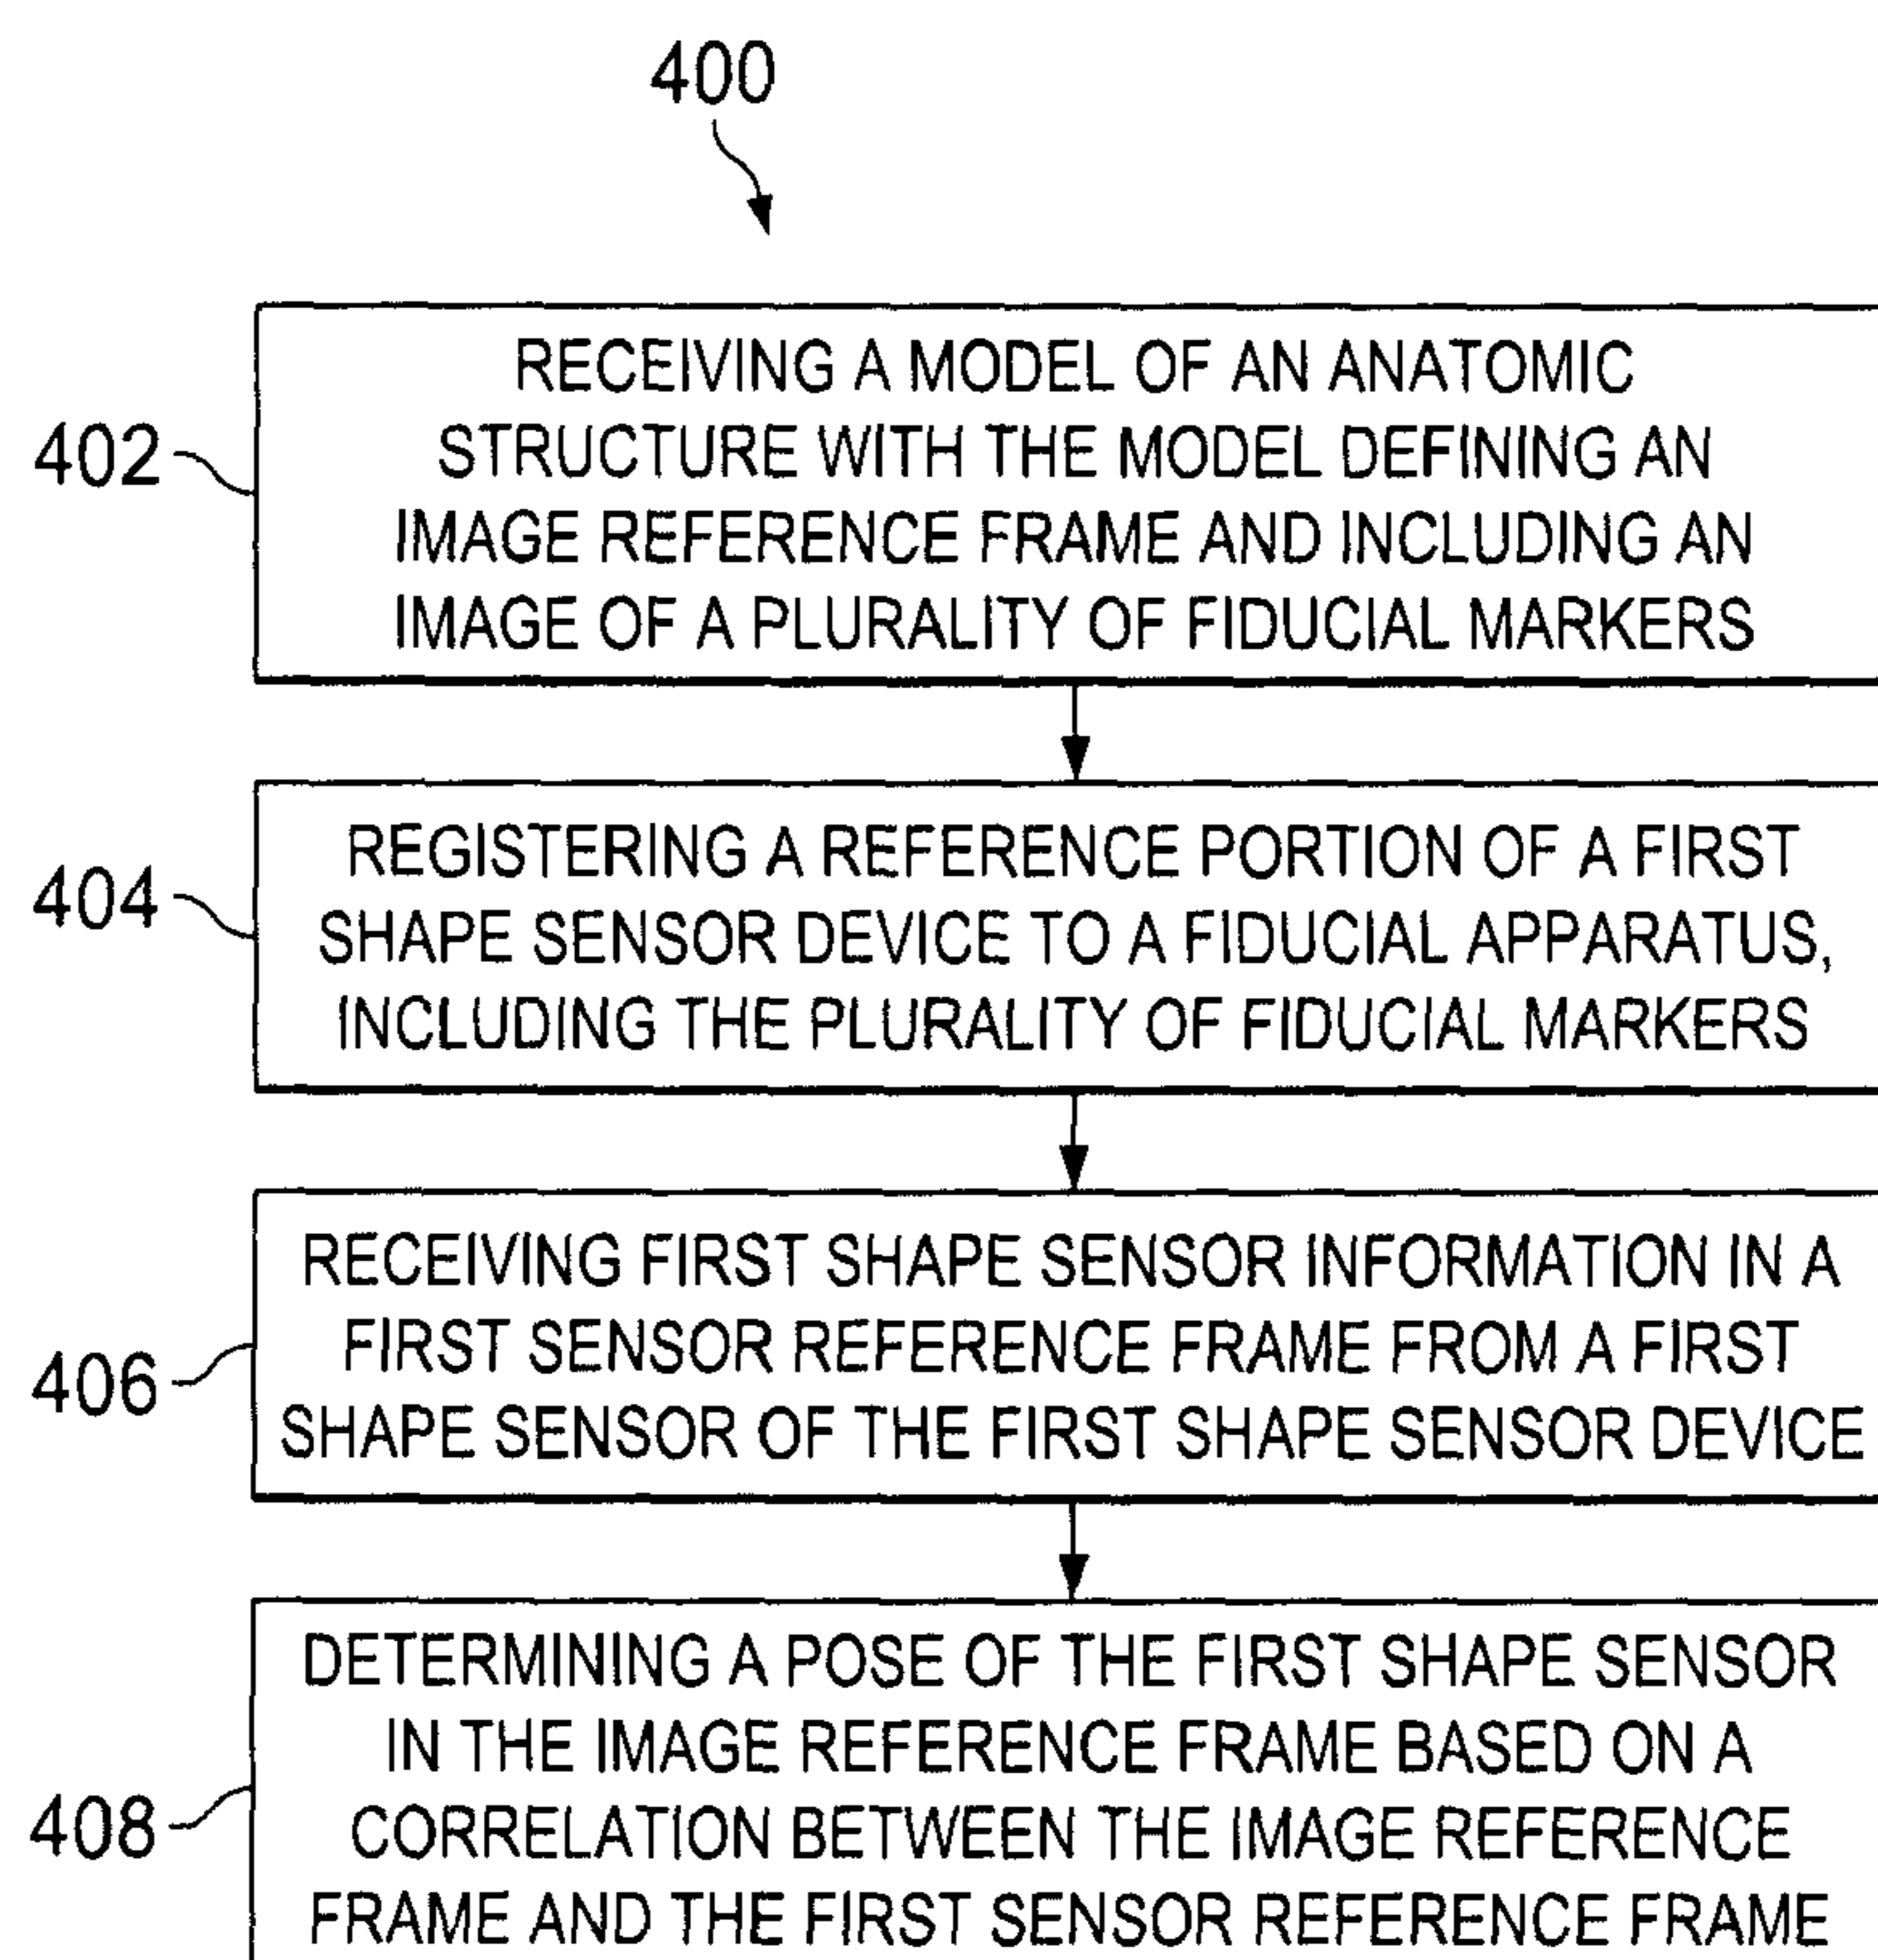 400
402
RECEIVING A MODEL OF AN ANATOMIC
STRUCTURE WITH THE MODEL DEFINING AN
IMAGE REFERENCE FRAME AND INCLUDING AN
IMAGE OF A PLURALITY OF FIDUCIAL MARKERS
404
REGISTERING A REFERENCE PORTION OF A FIRST
SHAPE SENSOR DEVICE TO A FIDUCIAL APPARATUS,
INCLUDING THE PLURALITY OF FIDUCIAL MARKERS
406
RECEIVING FIRST SHAPE SENSOR INFORMATION IN A
FIRST SENSOR REFERENCE FRAME FROM A FIRST
SHAPE SENSOR OF THE FIRST SHAPE SENSOR DEVICE
408
DETERMINING A POSE OF THE FIRST SHAPE SENSOR
IN THE IMAGE REFERENCE FRAME BASED ON A
CORRELATION BETWEEN THE IMAGE REFERENCE
FRAME AND THE FIRST SENSOR REFERENCE FRAME